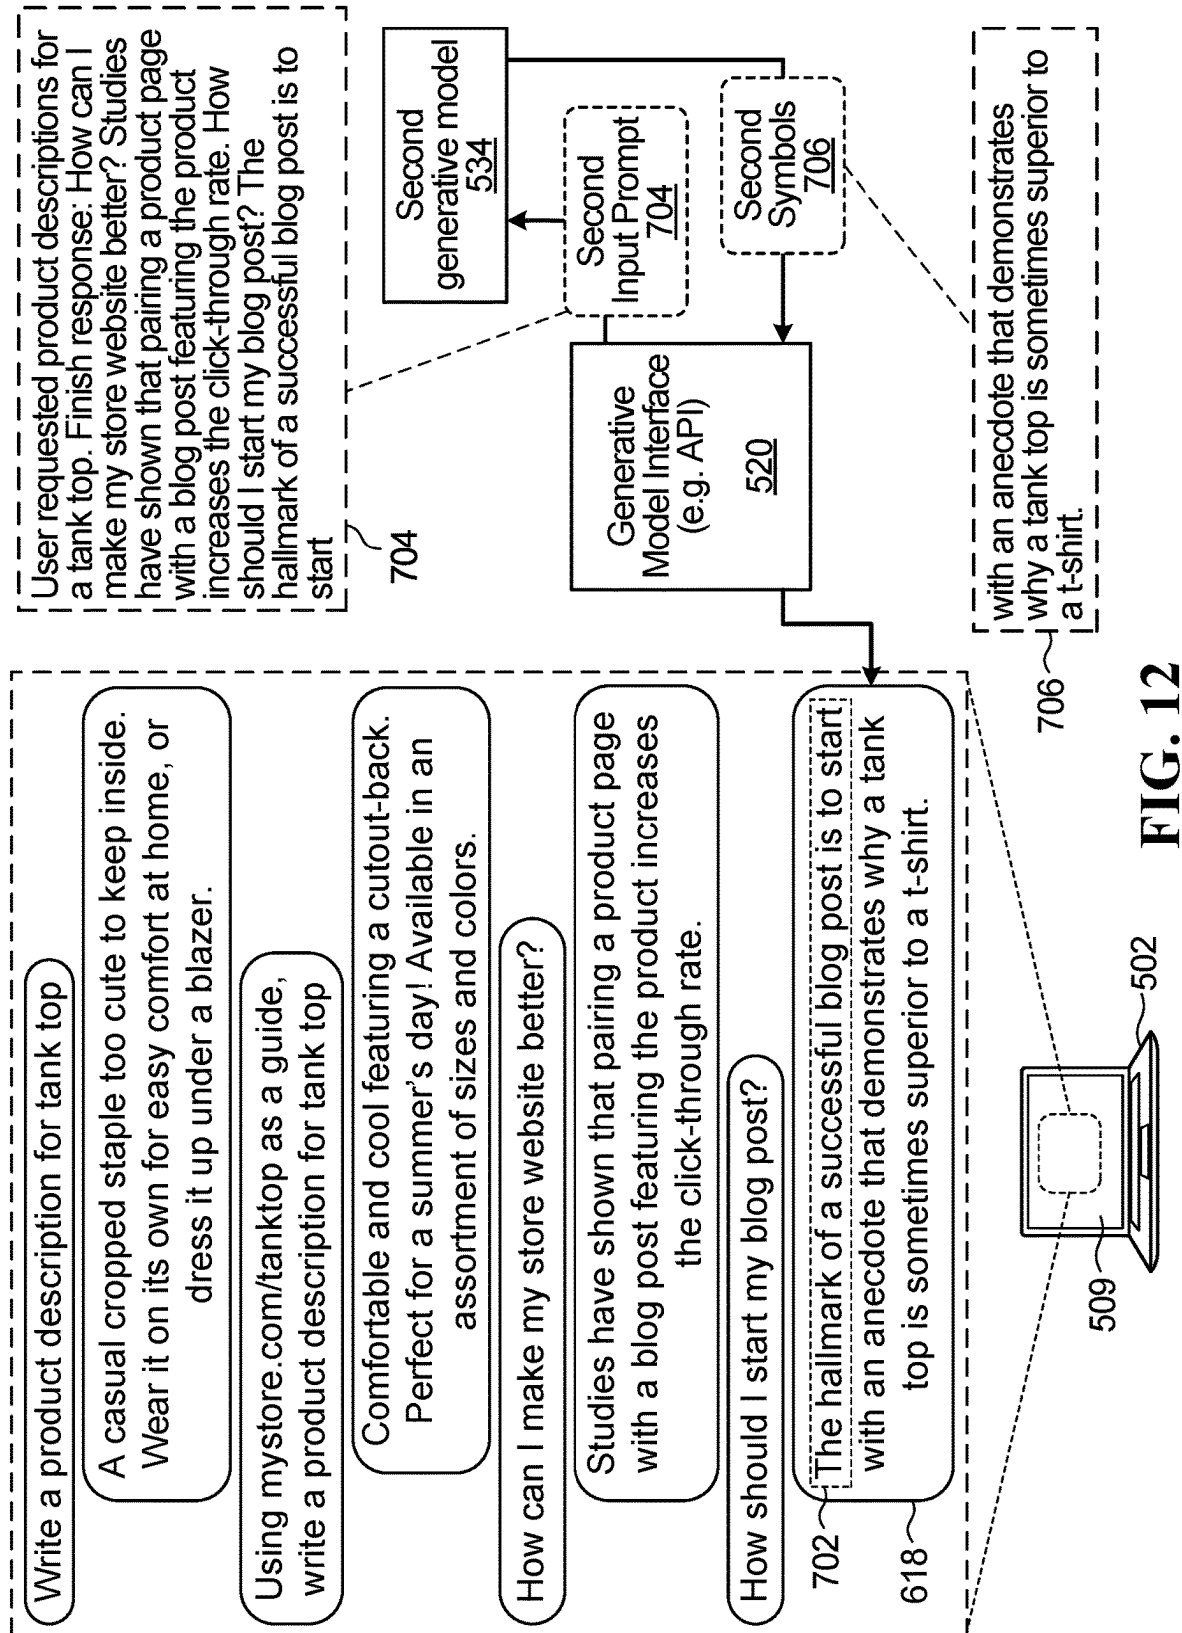 Write a product description for tank top
A casual cropped staple too cute to keep inside.
Wear it on its own for easy comfort at home, or
dress it up under a blazer.
Using mystore.com/tanktop as a guide,
write a product description for tank top
Comfortable and cool featuring a cutout-back.
Perfect for a summer's day! Available in an
assortment of sizes and colors.
How can I make my store website better?
Studies have shown that pairing a product page
with a blog post featuring the product increases
the click-through rate.
How should I start my blog post?
The hallmark of a successful blog post is to start
with an anecdote that demonstrates why a tank
top is sometimes superior to a t-shirt.
702
618
509
502
User requested product descriptions for
a tank top. Finish response: How can I
make my store website better? Studies
have shown that pairing a product page
with a blog post featuring the product
increases the click-through rate. How
should I start my blog post? The
hallmark of a successful blog post is to
start
704
Second
generative model
534
Second
Input Prompt
704
Second
Symbols
706
Generative
Model Interface
(e.g. API)
520
with an anecdote that demonstrates
why a tank top is sometimes superior to
a t-shirt.
706
FIG. 12